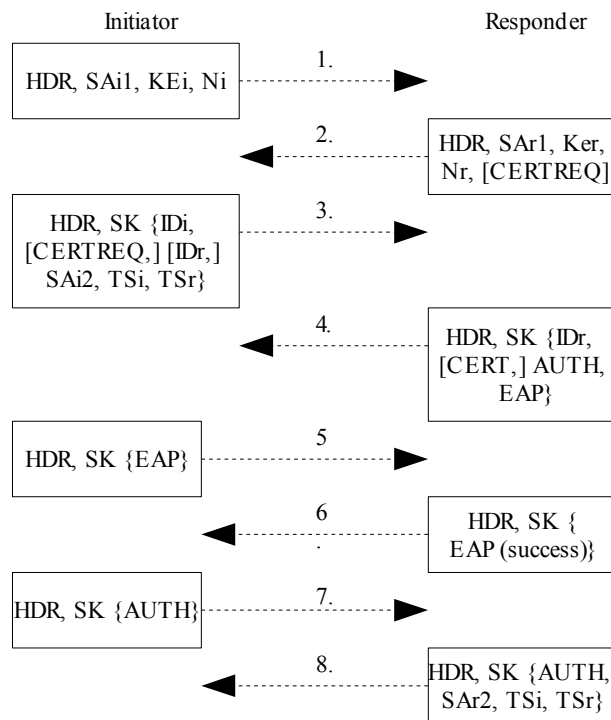 Initiator
Responder
1.
HDR, SAi1, KEi, Ni
2.
HDR, SAr1, Ker,
Nr, [CERTREQ]
3.
HDR, SK {IDi,
[CERTREQ,] [IDr,]
SAi2, TSi, TSr}
4.
HDR, SK {IDr,
[CERT,] AUTH,
EAP}
5
HDR, SK {EAP}
6
.
HDR, SK {
EAP (success)}
7.
HDR, SK {AUTH}
8.
HDR, SK {AUTH,
SAr2, TSi, TSr}